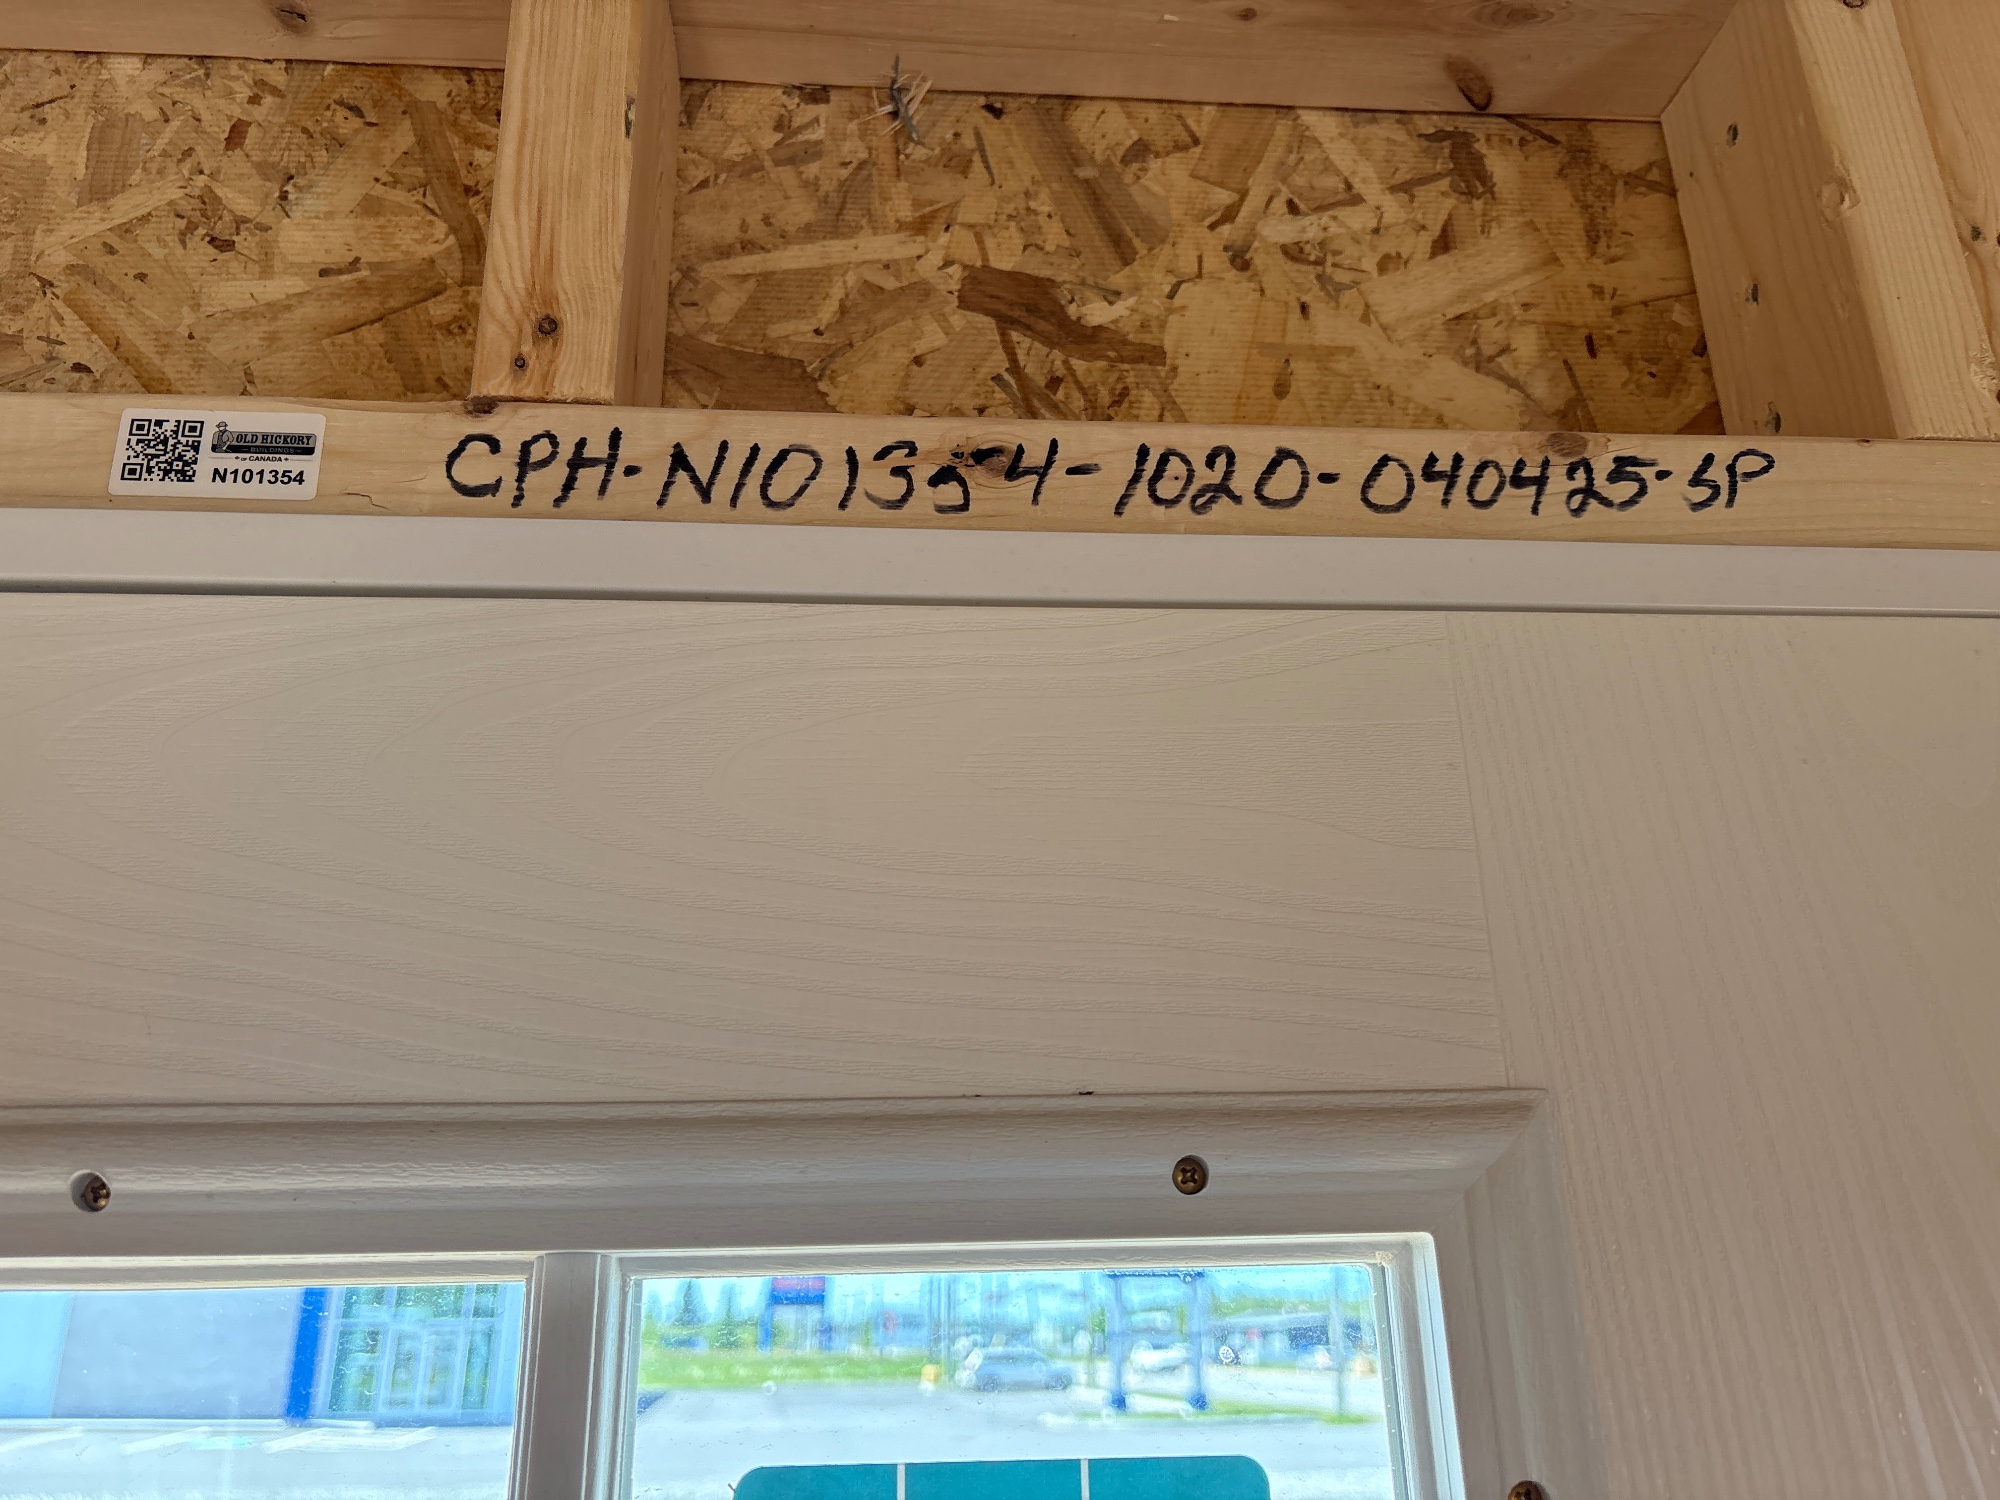 OLD HICKORY
BUILDINGS
OF CANADA
N101354
CPH-N101354-1020-040425-SP